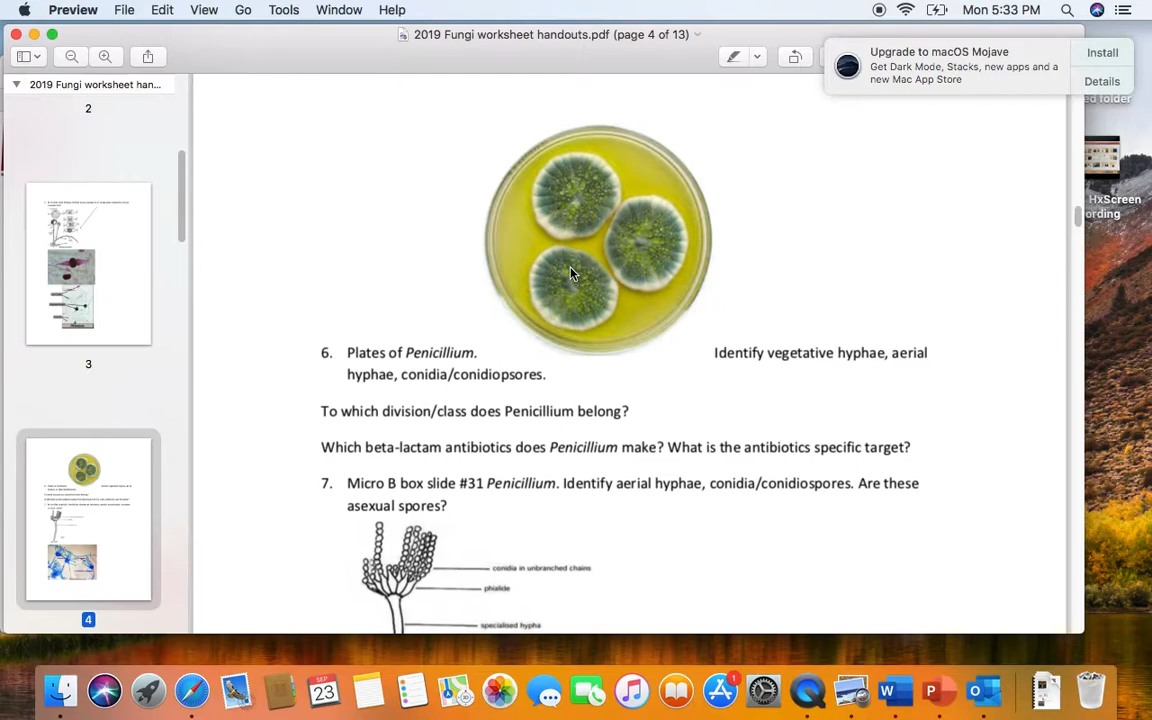 Preview File Edit View Go Tools Window Help Mon 5:33 PM
2019 Fungi worksheet handouts.pdf (page 4 of 13)
Upgrade to macOS Mojave
Get Dark Mode, Stacks, new apps and a
new Mac App Store
Install
Details
2019 Fungi worksheet han...
2
3
4
ed folder
HxScreen
ording
6. Plates of Penicillium. Identify vegetative hyphae, aerial
hyphae, conidia/conidiopsores.
To which division/class does Penicillium belong?
Which beta-lactam antibiotics does Penicillium make? What is the antibiotics specific target?
7. Micro B box slide #31 Penicillium. Identify aerial hyphae, conidia/conidiospores. Are these
asexual spores?
conidia in unbranched chains
phialide
specialised hypha
SEP
23
1